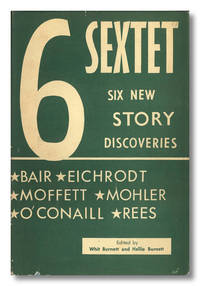 6 SEXTET
SIX NEW
STORY
DISCOVERIES
★BAIR ★EICHRODT
★MOFFETT ★MOHLER
★O'CONAILL ★REES
Edited by
Whit Burnett and Hallie Burnett